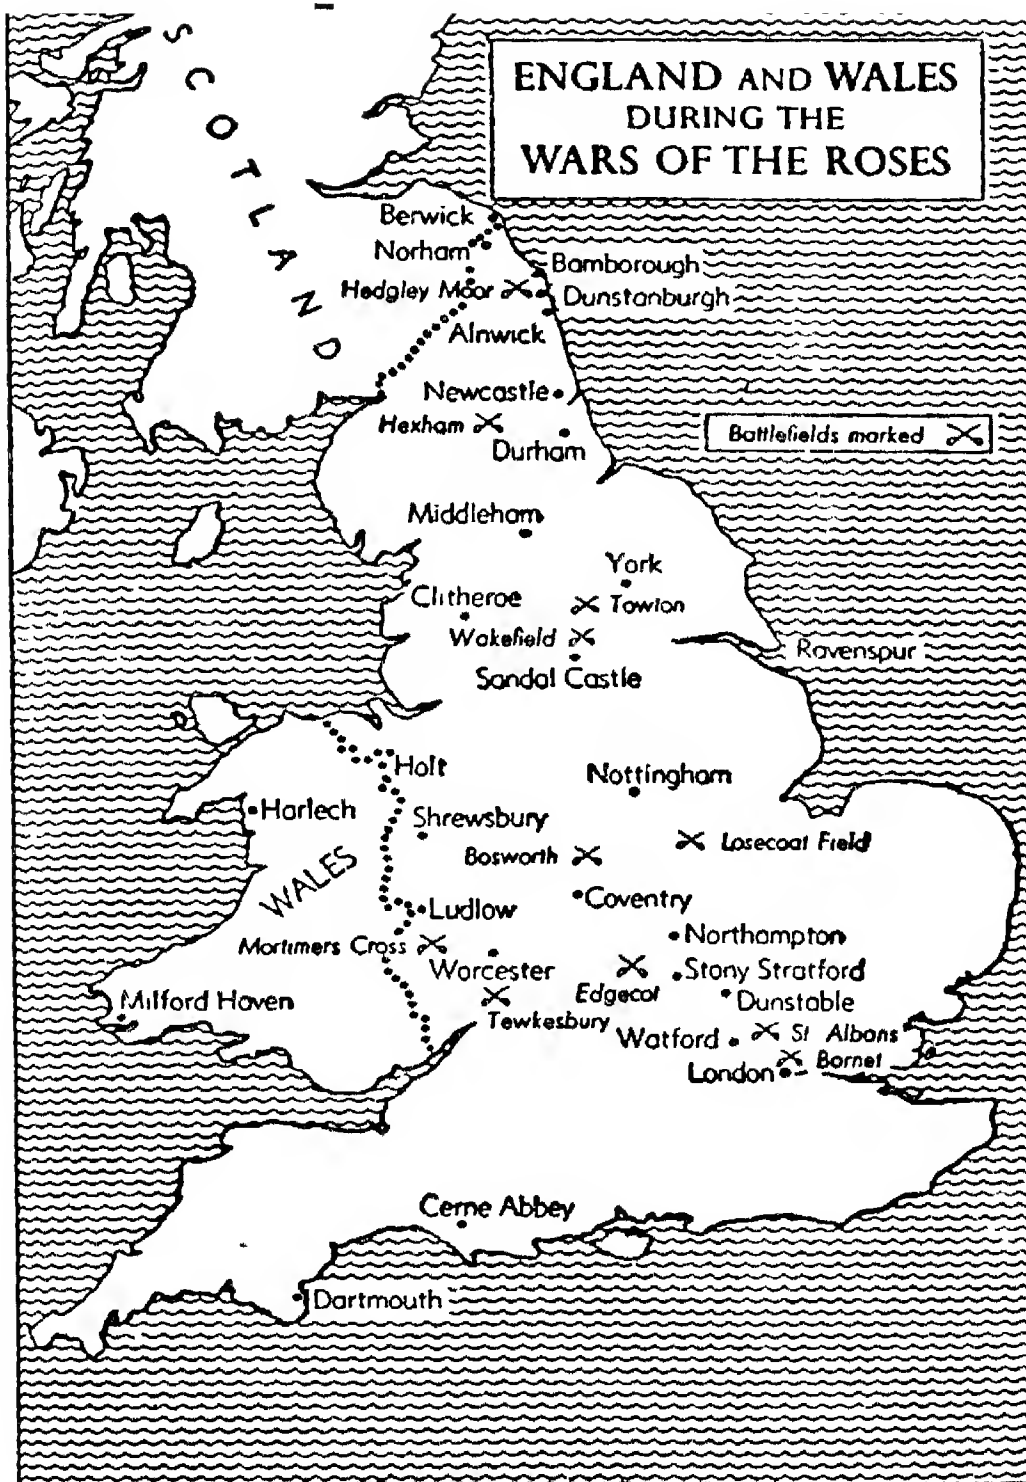 ENGLAND AND WALES
DURING THE
WARS OF THE ROSES
SCOTLAND
Berwick
Norham
Bamborough
Hedgley Moor
Dunstanburgh
Alnwick
Newcastle
Hexham
Battlefields marked
Durham
Middleham
York
Clitheroe
Towton
Wakefield
Ravenspur
Sandal Castle
Holt
Nottingham
Harlech
Shrewsbury
Losecoat Field
Bosworth
WALES
Coventry
Ludlow
Northampton
Mortimers Cross
Worcester
Stony Stratford
Edgecot
Milford Haven
Dunstable
Tewkesbury
Watford
St Albans
Barnet
London
Cerne Abbey
Dartmouth